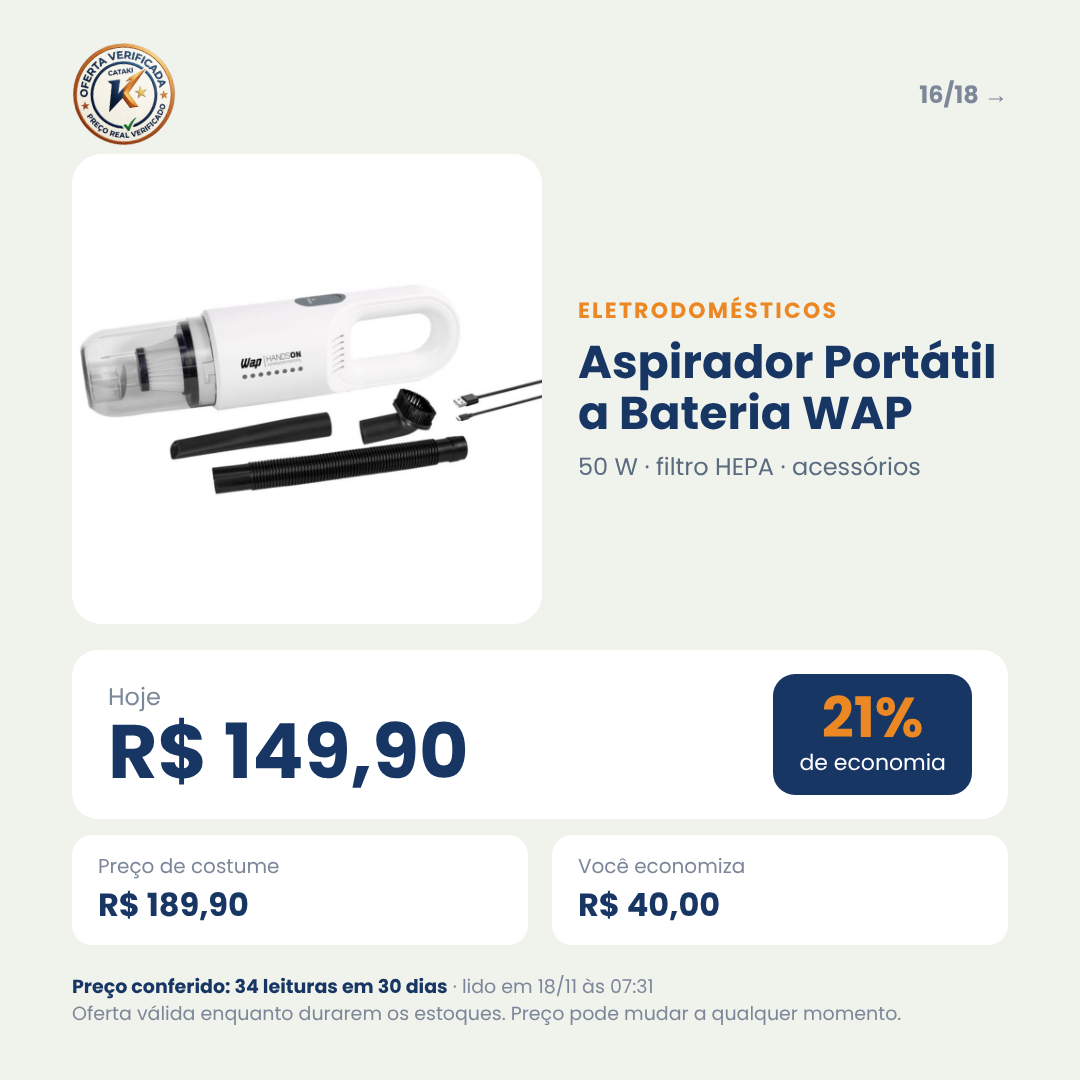 OFERTA VERIFICADA
CATAKI
K
PREÇO REAL VERIFICADO
16/18 →
Wap HANDSON
ELETRODOMÉSTICOS
Aspirador Portátil
a Bateria WAP
50 W · filtro HEPA · acessórios
Hoje
R$ 149,90
21%
de economia
Preço de costume
R$ 189,90
Você economiza
R$ 40,00
Preço conferido: 34 leituras em 30 dias · lido em 18/11 às 07:31
Oferta válida enquanto durarem os estoques. Preço pode mudar a qualquer momento.